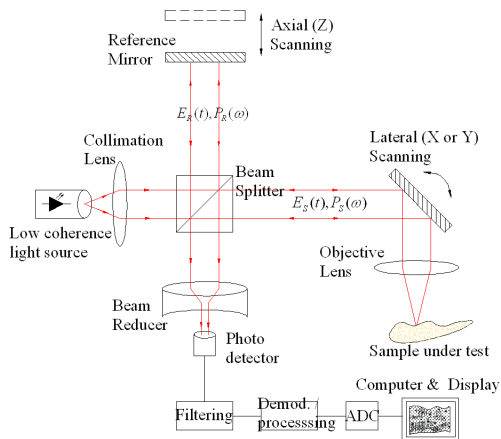 Axial (Z)
Scanning
Reference
Mirror
E_R(t), P_R(ω)
Collimation
Lens
Lateral (X or Y)
Scanning
Beam
Splitter
E_S(t), P_S(ω)
Low coherence
light source
Objective
Lens
Beam
Reducer
Photo
detector
Sample under test
Computer & Display
Filtering
Demod. /
processsing
ADC